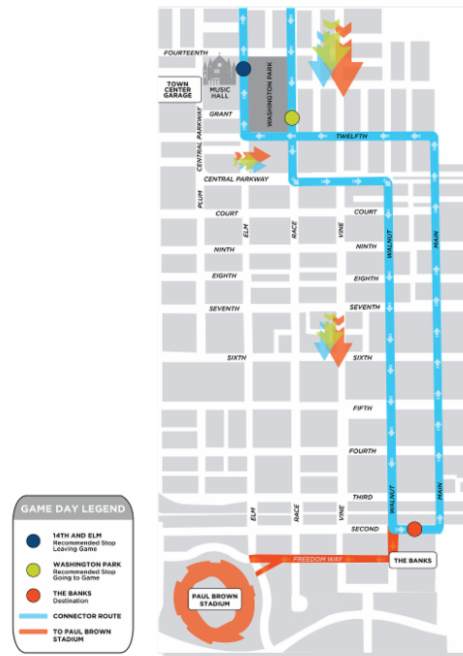 FOURTEENTH
TOWN
CENTER
GARAGE
MUSIC
HALL
WASHINGTON PARK
GRANT
TWELFTH
CENTRAL PARKWAY
CENTRAL PARKWAY
PLUM
COURT
COURT
ELM
RACE
VINE
WALNUT
MAIN
NINTH
NINTH
EIGHTH
EIGHTH
SEVENTH
SEVENTH
SIXTH
SIXTH
FIFTH
FOURTH
THIRD
WALNUT
MAIN
ELM
RACE
VINE
SECOND
FREEDOM WAY
THE BANKS
PAUL BROWN
STADIUM
GAME DAY LEGEND
14TH AND ELM
Recommended Stop
Leaving Game
WASHINGTON PARK
Recommended Stop
Going to Game
THE BANKS
Destination
CONNECTOR ROUTE
TO PAUL BROWN
STADIUM